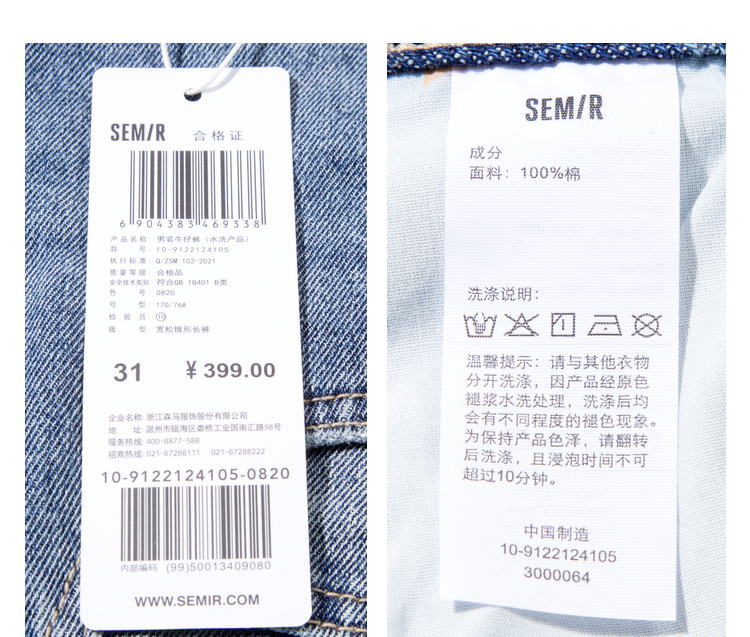 SEMIR 合格证
6 904383 469338
产品名称: 男装牛仔裤（水洗产品）
款 号: 10-9122124105
执行标准: Q/ZSM 102-2021
质量等级: 合格品
安全技术类别: 符合GB 18401 B类
色 号: 0820
号 型: 170/76A
检 验 员: 10
版 型: 宽松锥形长裤
31 ¥ 399.00
企业名称: 浙江森马服饰股份有限公司
地 址: 温州市瓯海区娄桥工业园南汇路98号
服务热线: 400-8877-588
招商热线: 021-67288111 021-67288222
10-9122124105-0820
内部编码 (99)50013409080
WWW.SEMIR.COM
SEMIR
成分
面料: 100%棉
洗涤说明:
温馨提示: 请与其他衣物
分开洗涤, 因产品经原色
褪浆水洗处理, 洗涤后均
会有不同程度的褪色现象。
为保持产品色泽, 请翻转
后洗涤, 且浸泡时间不可
超过10分钟。
中国制造
10-9122124105
3000064